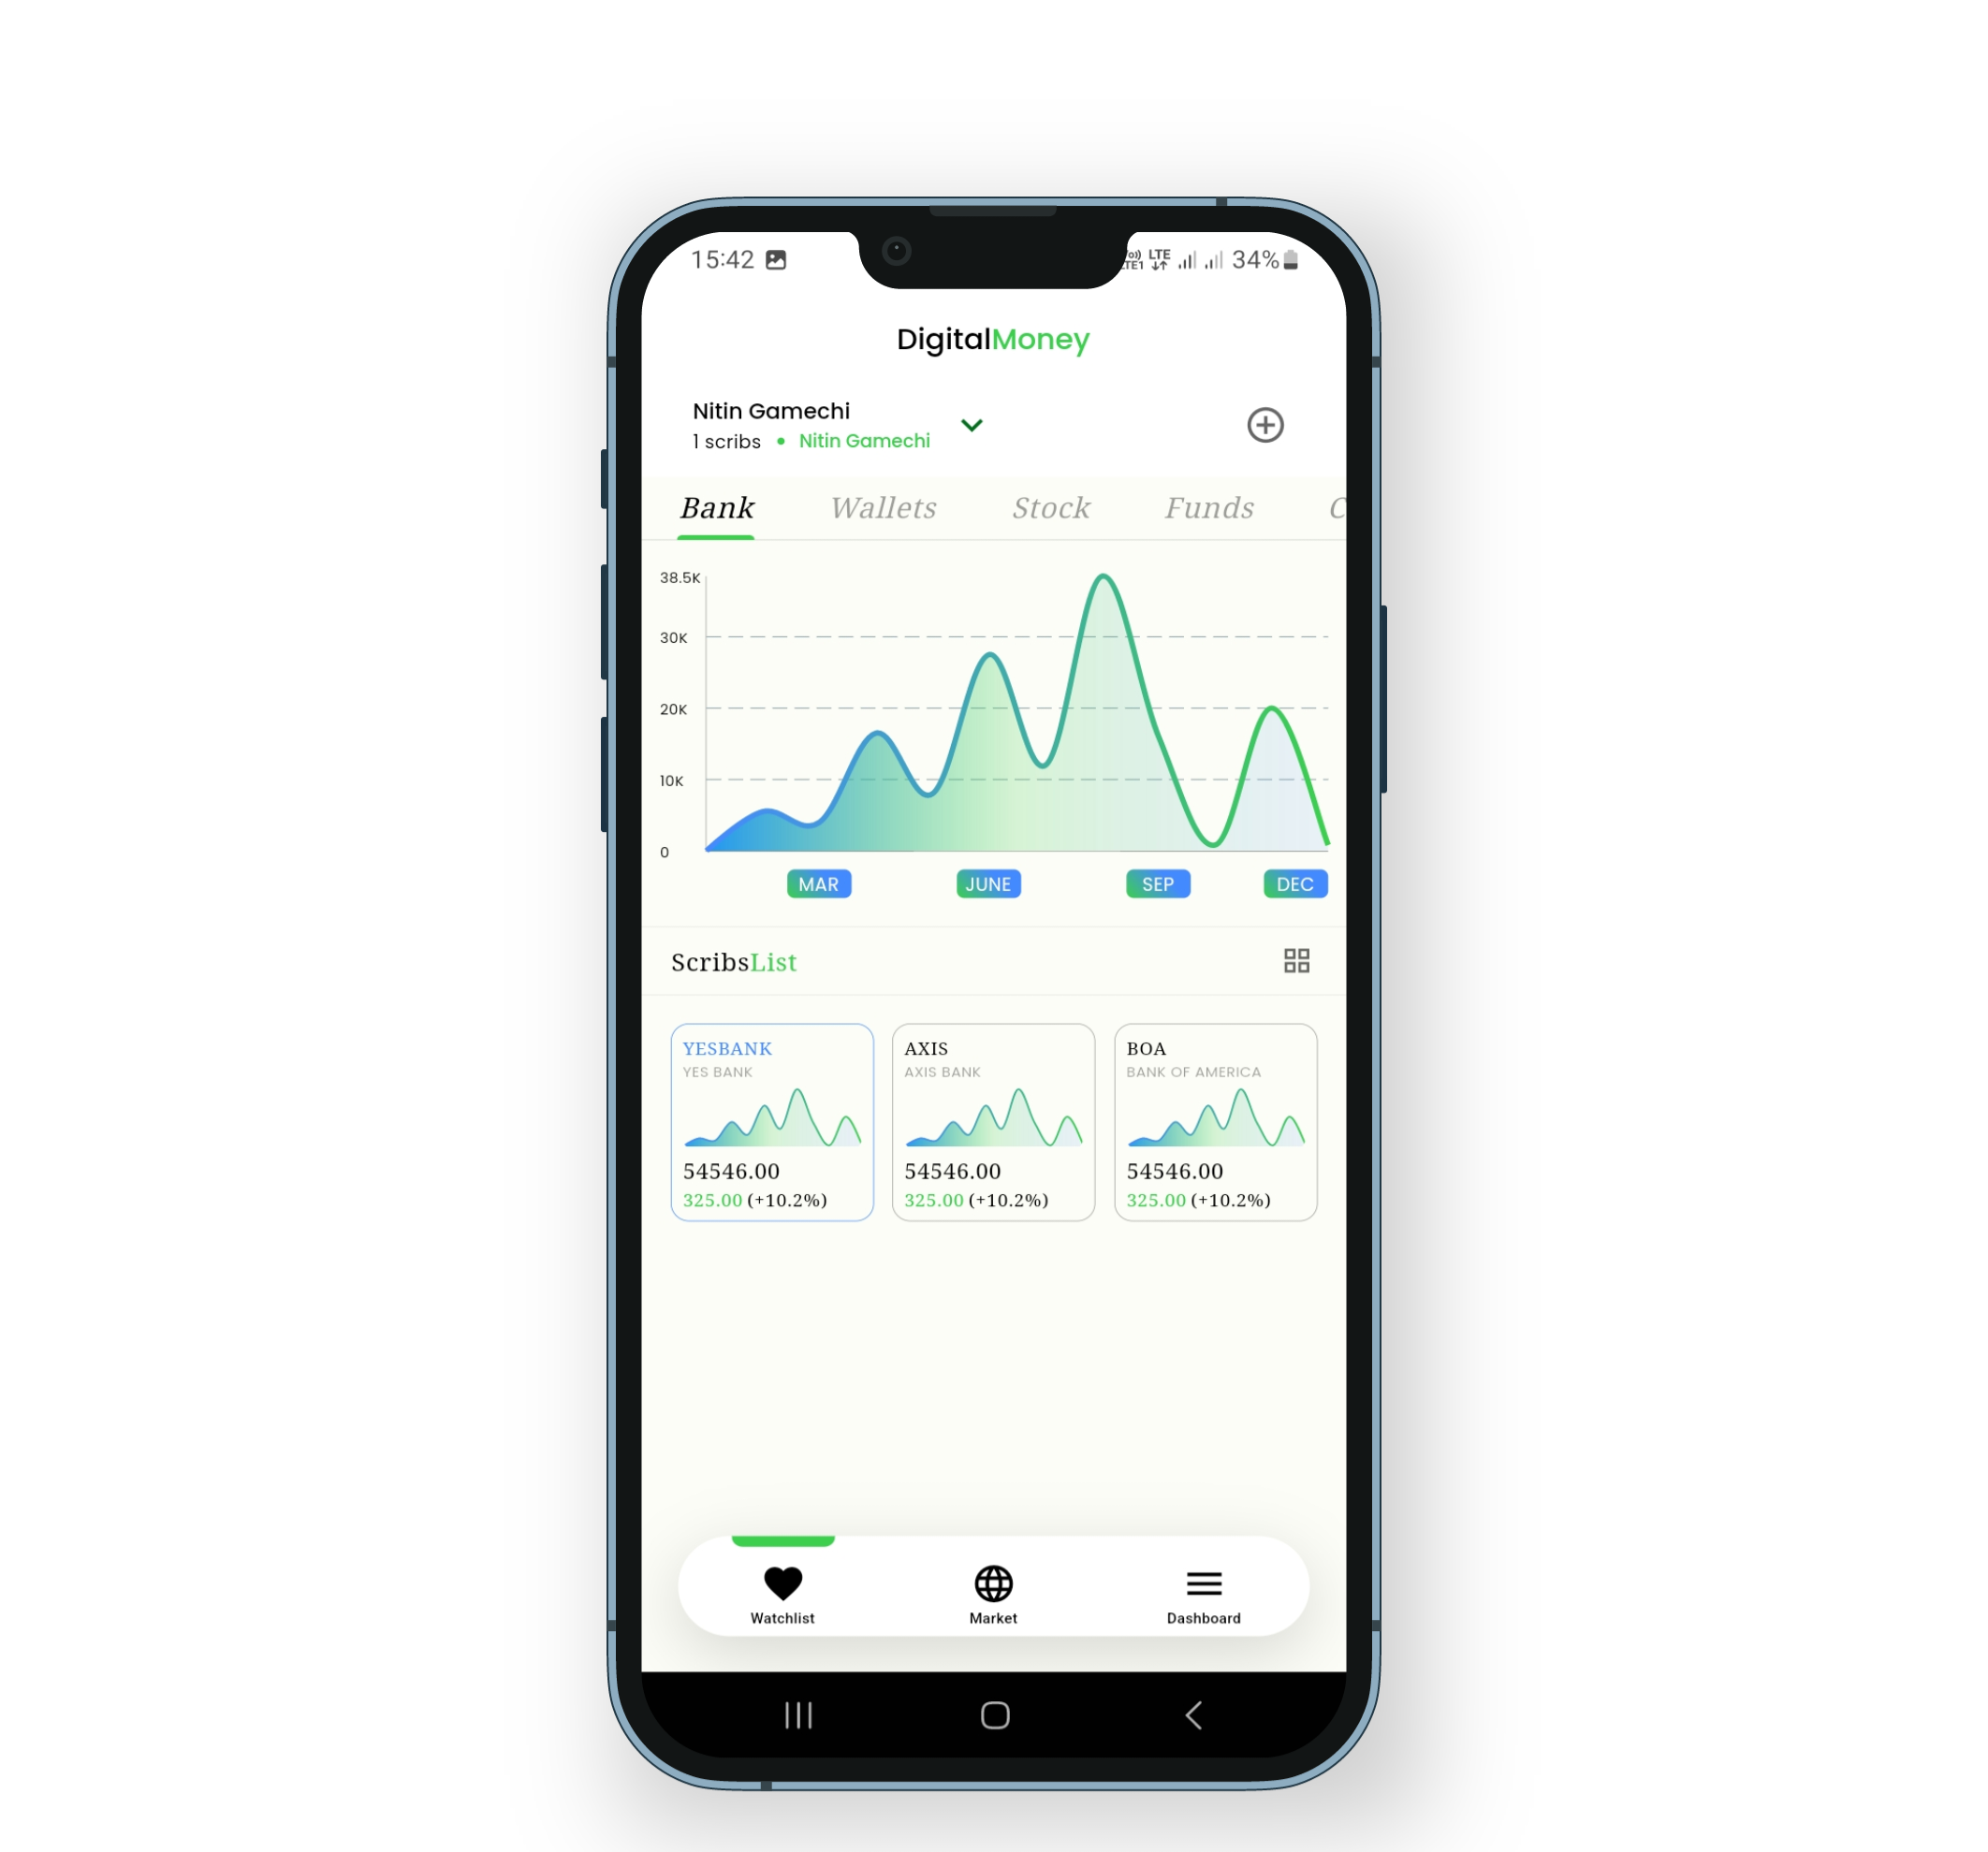 15:42 LTE 34%
DigitalMoney
Nitin Gamechi
1 scribs • Nitin Gamechi
Bank Wallets Stock Funds
38.5K
30K
20K
10K
0
MAR JUNE SEP DEC
ScribsList
YESBANK AXIS BOA
YES BANK AXIS BANK BANK OF AMERICA
54546.00 54546.00 54546.00
325.00 (+10.2%) 325.00 (+10.2%) 325.00 (+10.2%)
Watchlist Market Dashboard